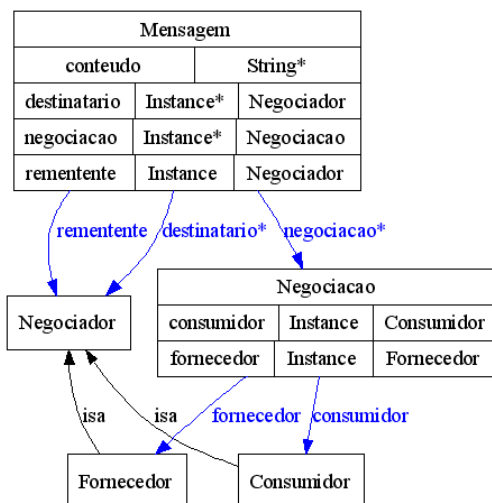 Mensagem
conteudo String*
destinatario Instance* Negociador
negociacao Instance* Negociacao
rementente Instance Negociador
rementente destinatario* negociacao*
Negociacao
Negociador
consumidor Instance Consumidor
fornecedor Instance Fornecedor
isa isa fornecedor consumidor
Fornecedor Consumidor